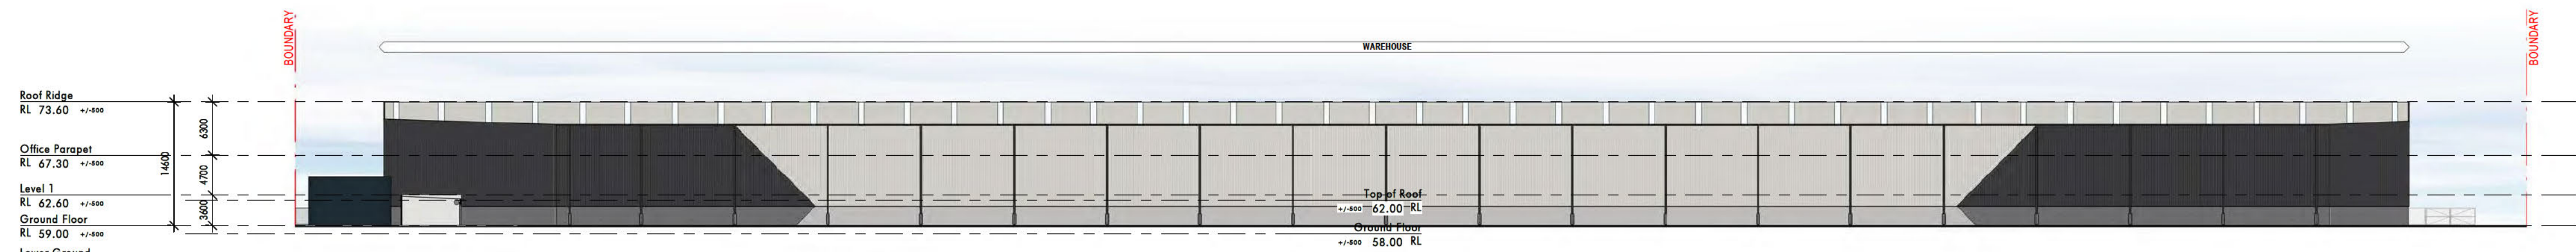 BOUNDARY
BOUNDARY
WAREHOUSE
Roof Ridge
RL 73.60 +/-500
6300
Office Parapet
RL 67.30 +/-500
14600
4700
Level 1
RL 62.60 +/-500
3600
Ground Floor
RL 59.00 +/-500
Lower Ground
Top of Roof
+/-500 62.00 RL
Ground Floor
+/-500 58.00 RL